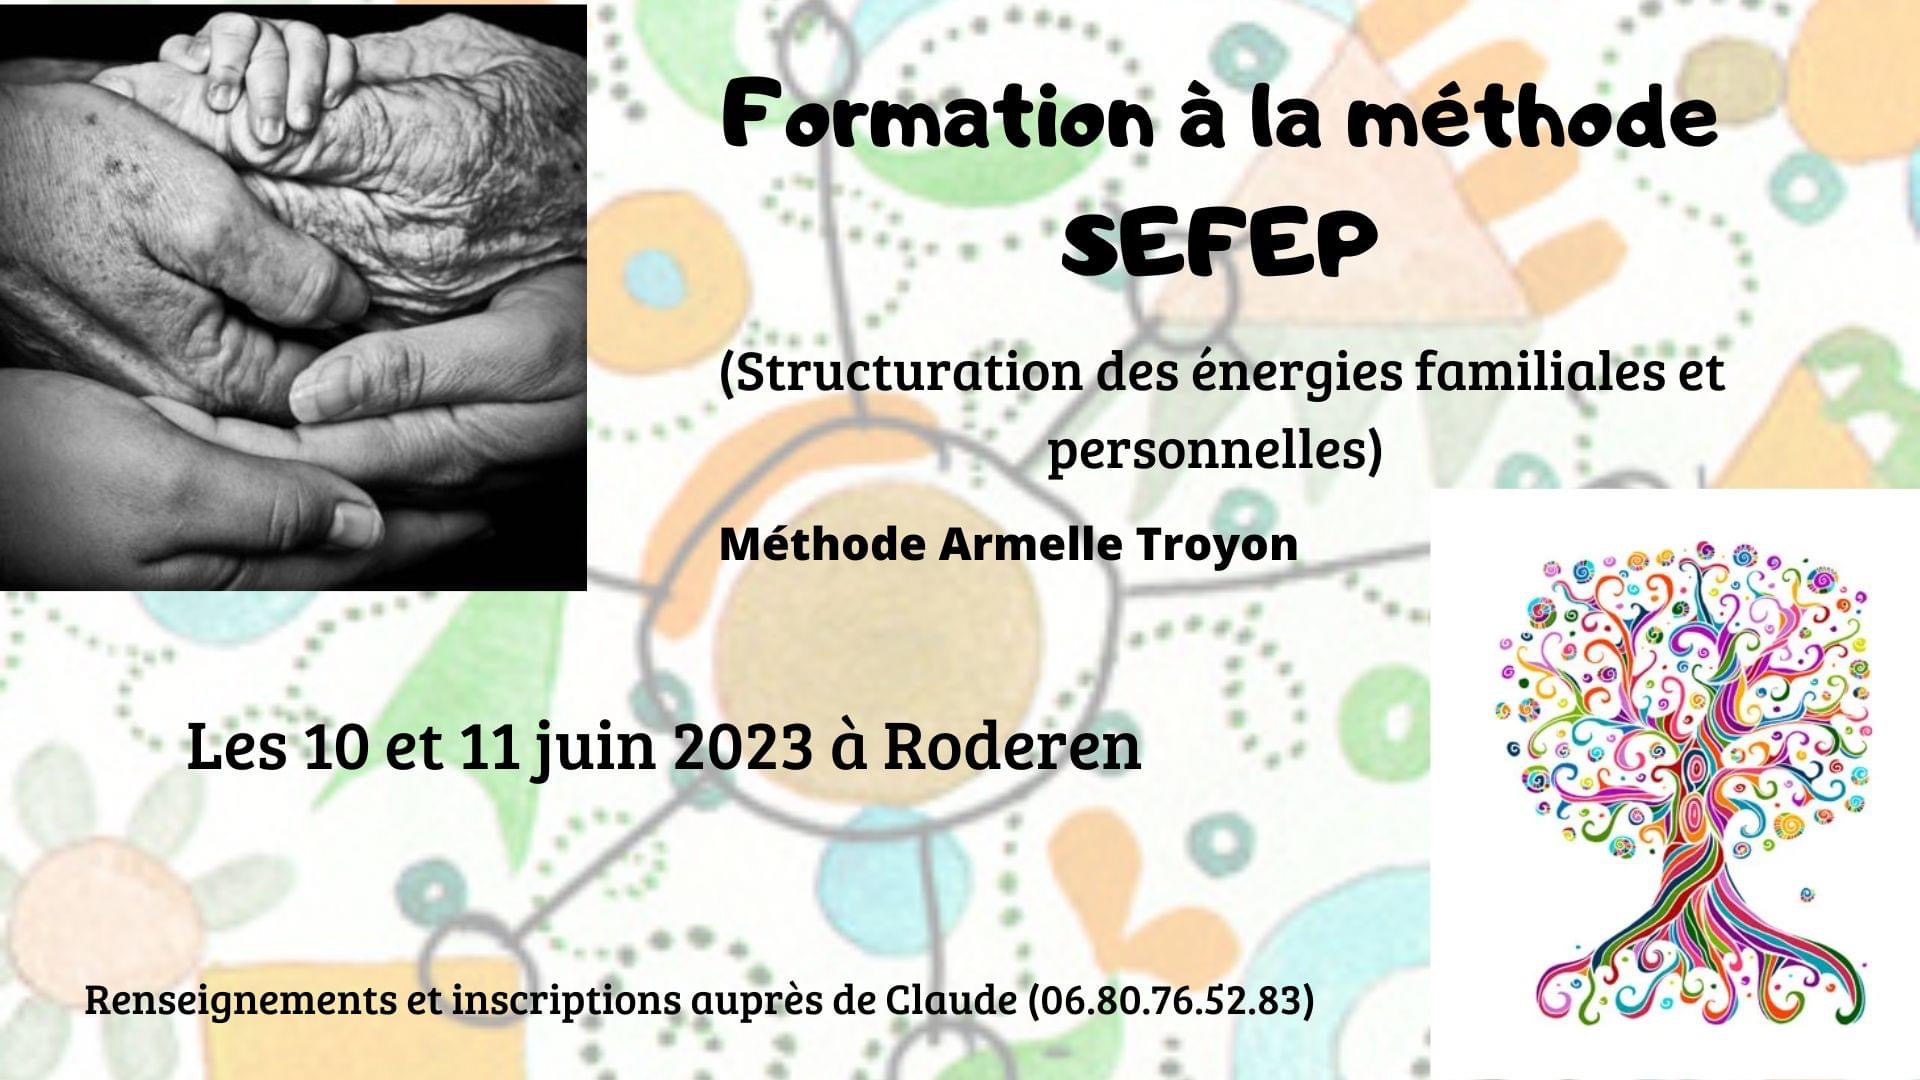 Formation à la méthode
SEFEP
(Structuration des énergies familiales et
personnelles)
Méthode Armelle Troyon
Les 10 et 11 juin 2023 à Roderen
Renseignements et inscriptions auprès de Claude (06.80.76.52.83)